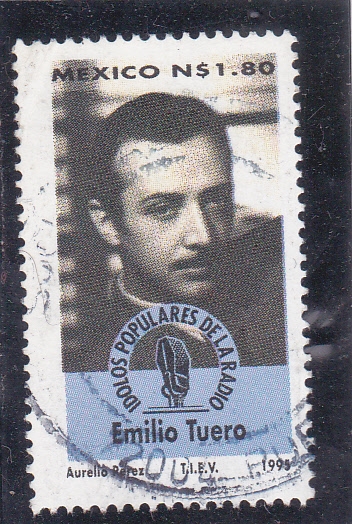 MEXICO N$1.80
IDOLOS POPULARES DE LA RADIO
Emilio Tuero
Aurelio Pérez T.I.E.V. 1995